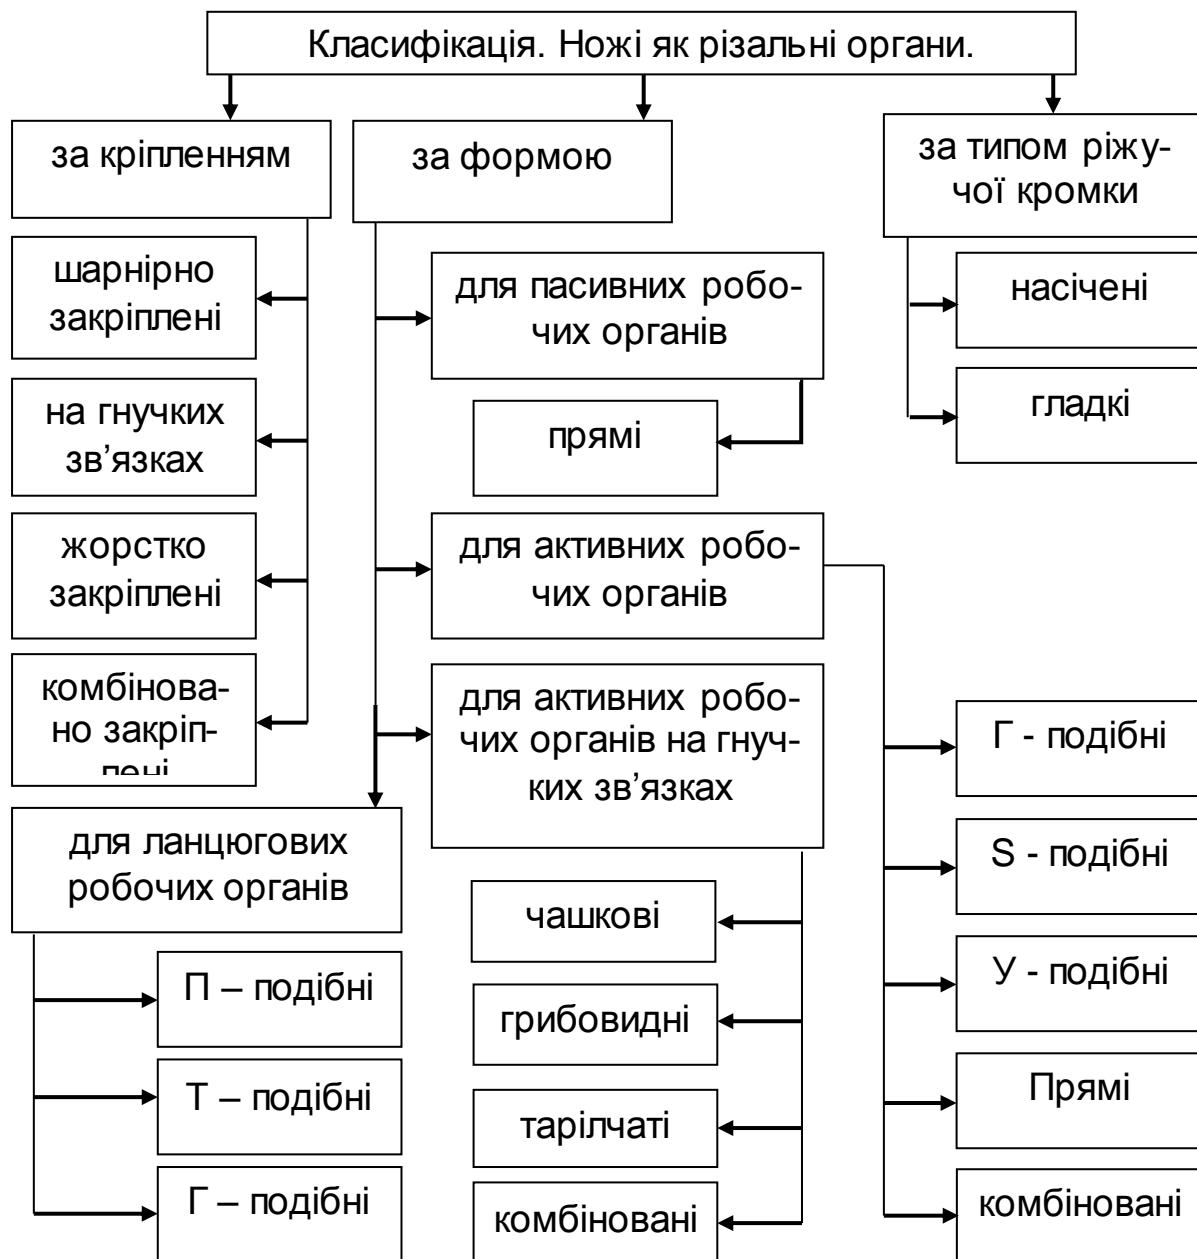 Класифікація. Ножі як різальні органи.
за кріпленням
шарнірно
закріплені
на гнучких
зв’язках
жорстко
закріплені
комбінова-
но закріп-
лені
за формою
для пасивних робо-
чих органів
прямі
для активних робо-
чих органів
Г - подібні
S - подібні
У - подібні
Прямі
комбіновані
для активних робо-
чих органів на гнуч-
ких зв’язках
чашкові
грибовидні
тарілчаті
комбіновані
для ланцюгових
робочих органів
П – подібні
Т – подібні
Г – подібні
за типом ріжу-
чої кромки
насічені
гладкі